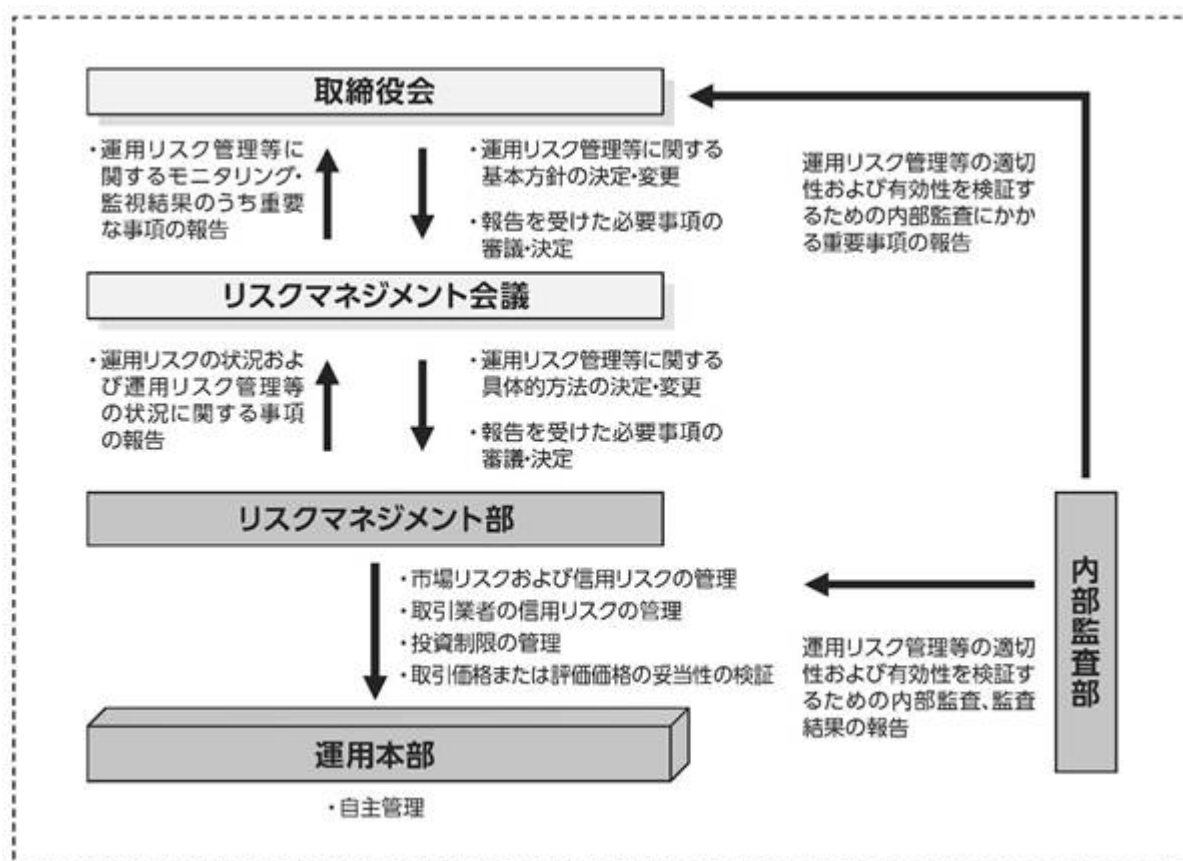 取締役会
・運用リスク管理等に
関するモニタリング・
監視結果のうち重要
な事項の報告
・運用リスク管理等に関する
基本方針の決定・変更
・報告を受けた必要事項の
審議・決定
運用リスク管理等の適切
性および有効性を検証す
るための内部監査にかか
る重要事項の報告
リスクマネジメント会議
・運用リスクの状況およ
び運用リスク管理等
の状況に関する事項
の報告
・運用リスク管理等に関する
具体的方法の決定・変更
・報告を受けた必要事項の
審議・決定
リスクマネジメント部
・市場リスクおよび信用リスクの管理
・取引業者の信用リスクの管理
・投資制限の管理
・取引価格または評価価格の妥当性の検証
運用リスク管理等の適切
性および有効性を検証す
るための内部監査、監査
結果の報告
内部監査部
運用本部
・自主管理